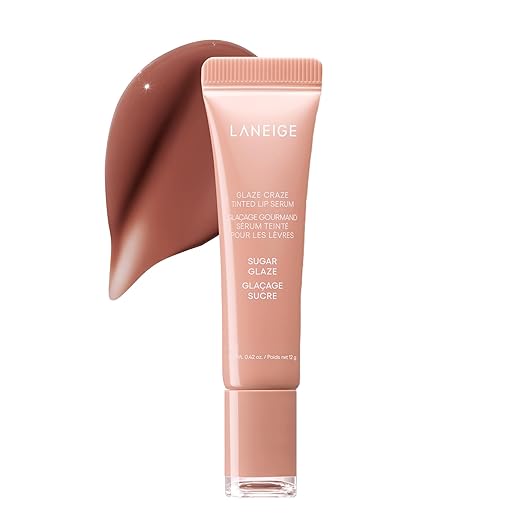 LANEIGE
GLAZE CRAZE
TINTED LIP SERUM
GLAÇAGE GOURMAND
SÉRUM TEINTÉ
POUR LES LÈVRES
SUGAR
GLAZE
GLAÇAGE
SUCRE
0.42 oz. / Poids net 12 g